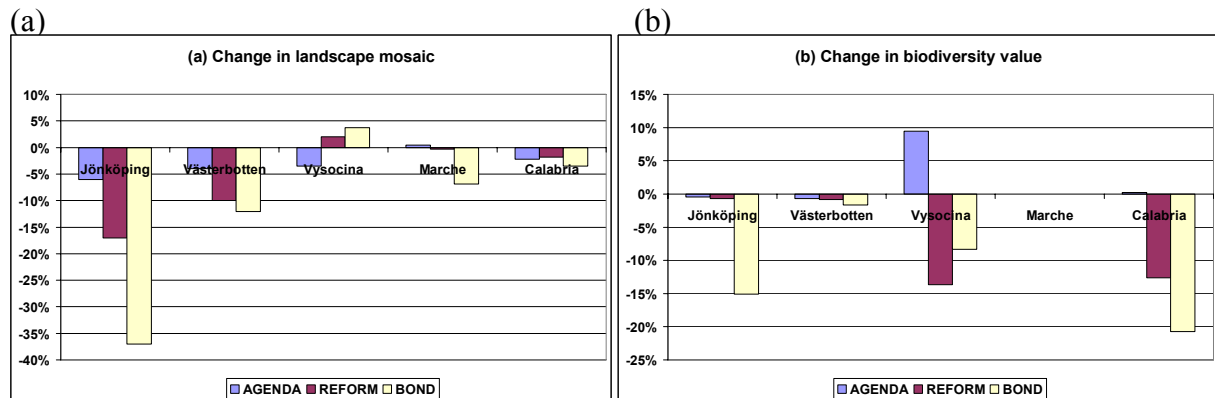 (a)
(b)
(a) Change in landscape mosaic
10%
5%
0%
-5%
-10%
-15%
-20%
-25%
-30%
-35%
-40%
Jönköping Västerbotten Vysocina Marche Calabria
AGENDA REFORM BOND
(b) Change in biodiversity value
15%
10%
5%
0%
-5%
-10%
-15%
-20%
-25%
Jönköping Västerbotten Vysocina Marche Calabria
AGENDA REFORM BOND